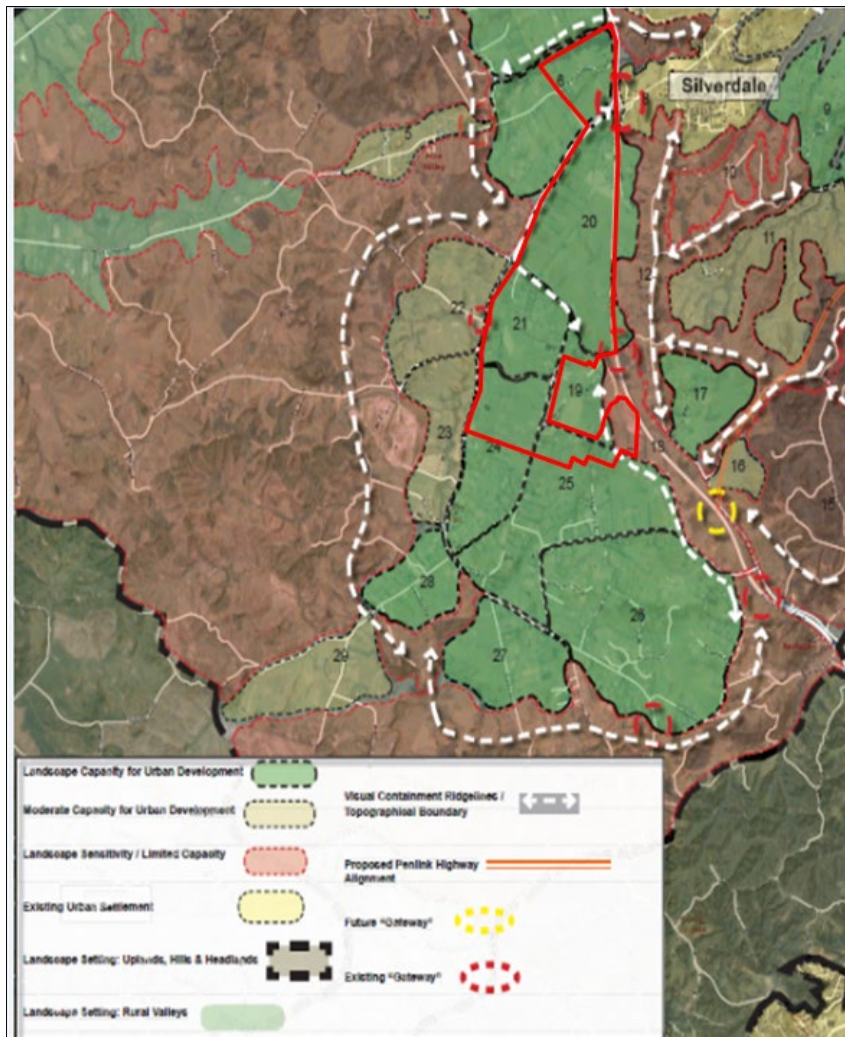 6
Silverdale
8
9
5
10
20
11
12
22
21
19
17
23
24
13
16
25
15
28
26
27
29
Landscape Capacity for Urban Development
Moderate Capacity for Urban Development
Landscape Sensitivity / Limited Capacity
Existing Urban Settlement
Landscape Setting: Uplands, Hills & Headlands
Landscape Setting: Rural Valleys
Visual Containment Ridgelines /
Topographical Boundary
Proposed Penlink Highway
Alignment
Future "Gateway"
Existing "Gateway"